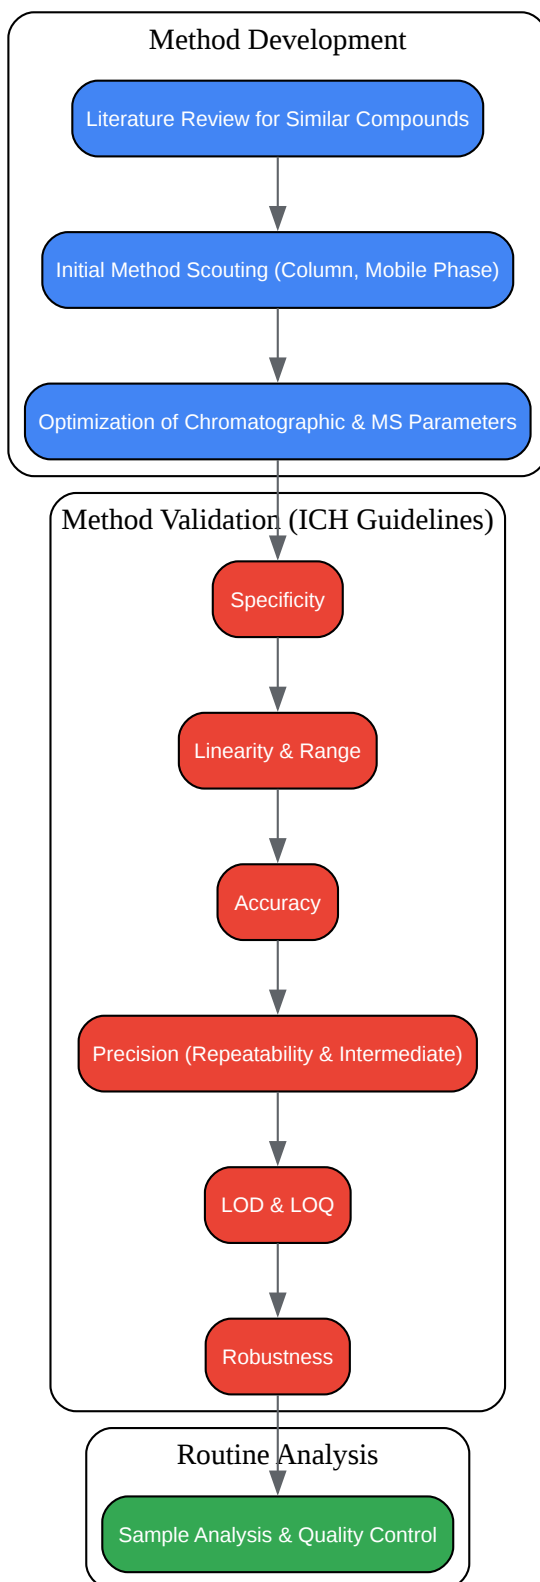 Method Development
Literature Review for Similar Compounds
Initial Method Scouting (Column, Mobile Phase)
Optimization of Chromatographic & MS Parameters
Method Validation (ICH Guidelines)
Specificity
Linearity & Range
Accuracy
Precision (Repeatability & Intermediate)
LOD & LOQ
Robustness
Routine Analysis
Sample Analysis & Quality Control